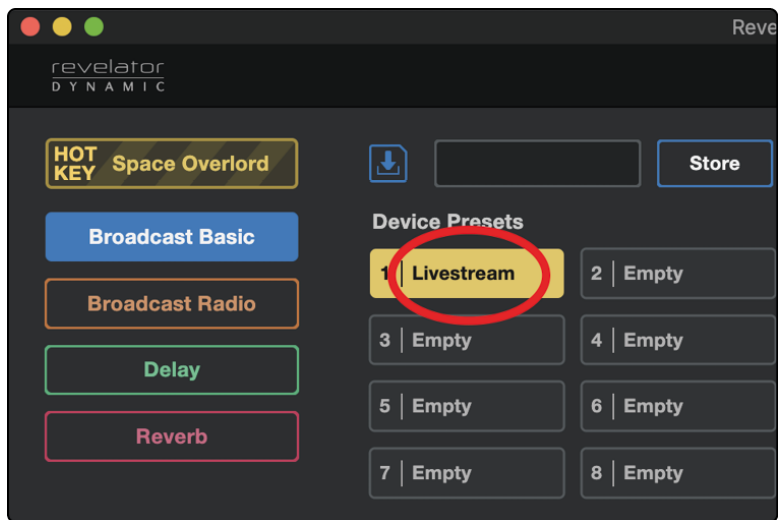 Reve
revelator
DYNAMIC
HOT KEY Space Overlord
Store
Broadcast Basic
Device Presets
1 Livestream
2 Empty
Broadcast Radio
3 Empty
4 Empty
Delay
5 Empty
6 Empty
Reverb
7 Empty
8 Empty